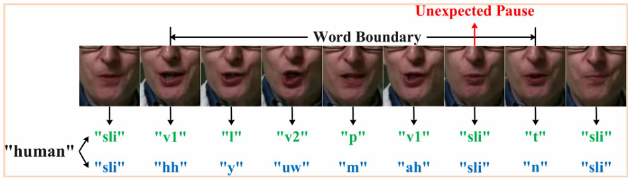 Unexpected Pause
Word Boundary
"sli" "v1" "l" "v2" "p" "v1" "sli" "t" "sli"
"human"
"sli" "hh" "y" "uw" "m" "ah" "sli" "n" "sli"